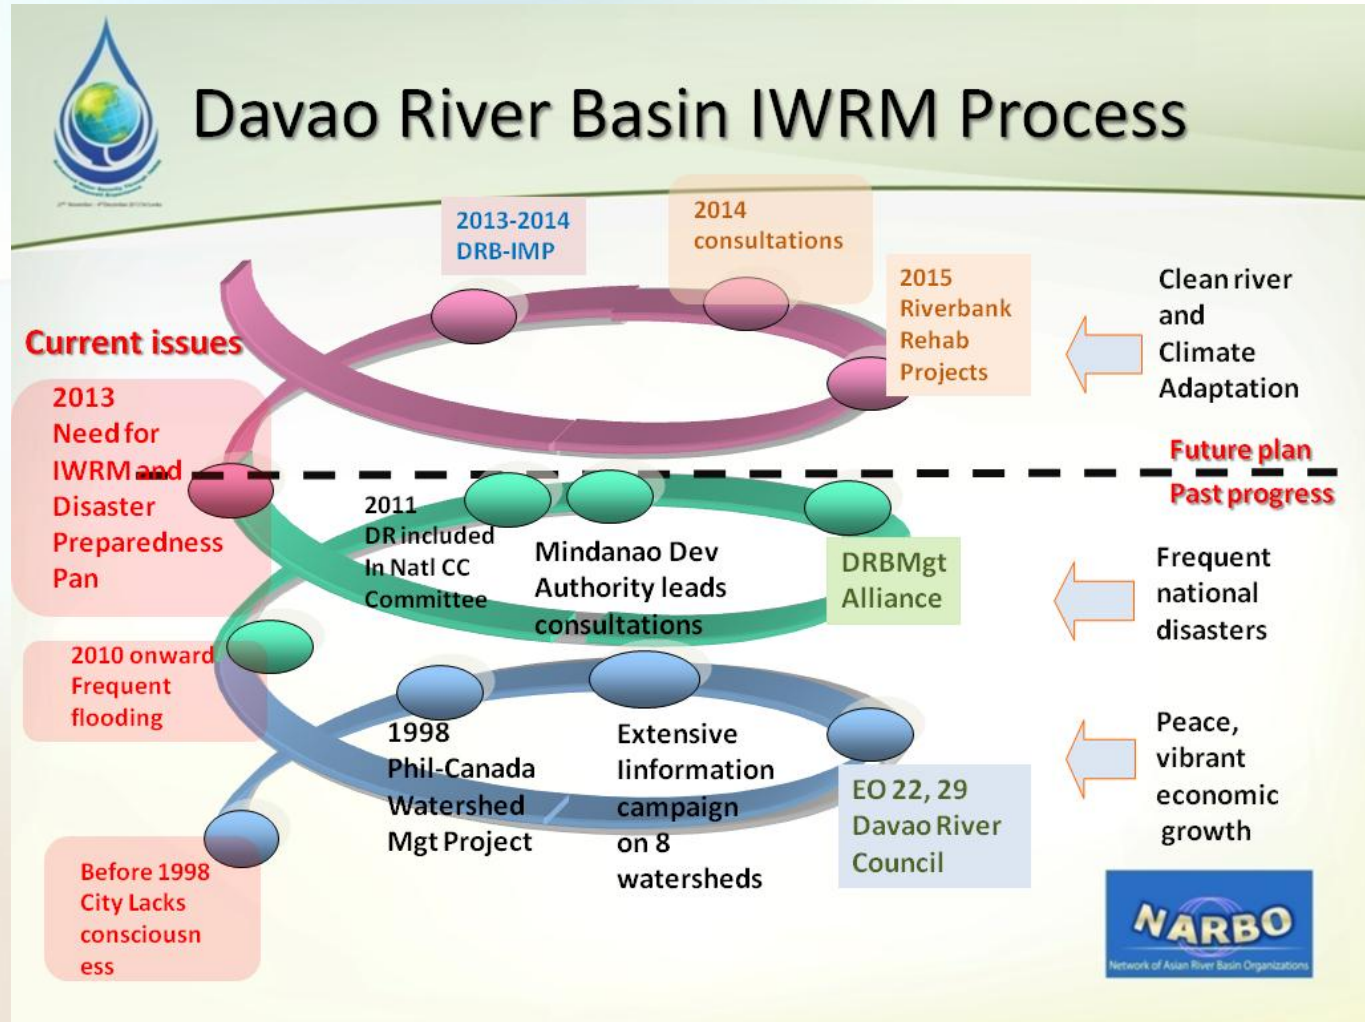 Davao River Basin IWRM Process
2013-2014
DRB-IMP
2014
consultations
2015
Riverbank
Rehab
Projects
Clean river
and
Climate
Adaptation
Current issues
2013
Need for
IWRM and
Disaster
Preparedness
Pan
Future plan
Past progress
2011
DR included
In Natl CC
Committee
Mindanao Dev
Authority leads
consultations
DRBMgt
Alliance
Frequent
national
disasters
2010 onward
Frequent
flooding
1998
Phil-Canada
Watershed
Mgt Project
Extensive
Iinformation
campaign
on 8
watersheds
EO 22, 29
Davao River
Council
Peace,
vibrant
economic
growth
Before 1998
City Lacks
consciousn
ess
NARBO
Network of Asian River Basin Organizations